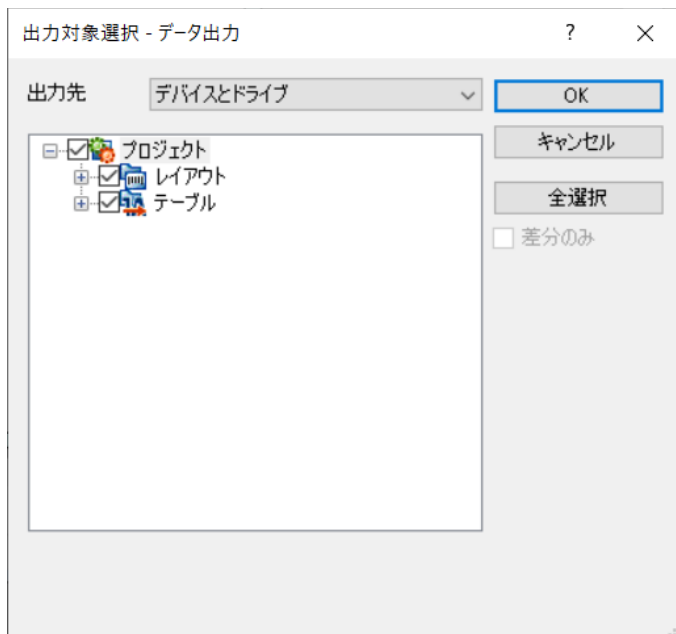 出力対象選択 - データ出力
出力先 デバイスとドライブ
OK
キャンセル
全選択
差分のみ
プロジェクト
レイアウト
テーブル